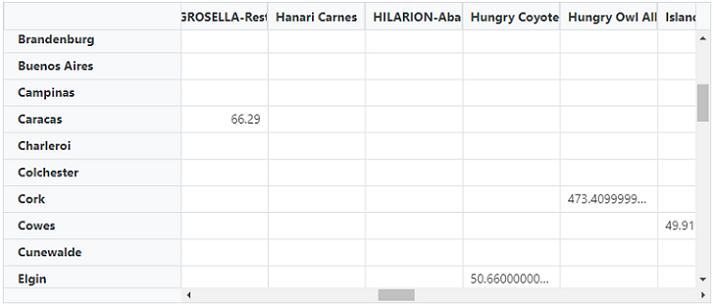 GROSELLA-Rest Hanari Carnes HILARION-Aba Hungry Coyote Hungry Owl All Islan
Brandenburg
Buenos Aires
Campinas
Caracas 66.29
Charleroi
Colchester
Cork 473.4099999...
Cowes 49.91
Cunewalde
Elgin 50.66000000...